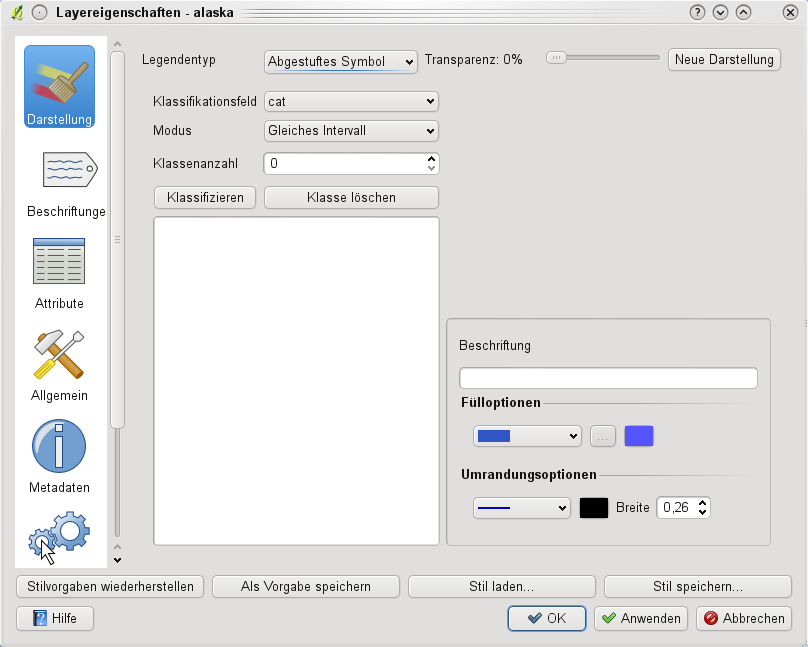 Layereigenschaften - alaska
Legendentyp
Abgestuftes Symbol
Transparenz: 0%
Neue Darstellung
Klassifikationsfeld
cat
Modus
Gleiches Intervall
Klassenanzahl
0
Klassifizieren
Klasse löschen
Darstellung
Beschriftunge
Attribute
Allgemein
Metadaten
Beschriftung
Fülloptionen
...
Umrandungsoptionen
Breite
0,26
Stilvorgaben wiederherstellen
Als Vorgabe speichern
Stil laden...
Stil speichern...
Hilfe
OK
Anwenden
Abbrechen